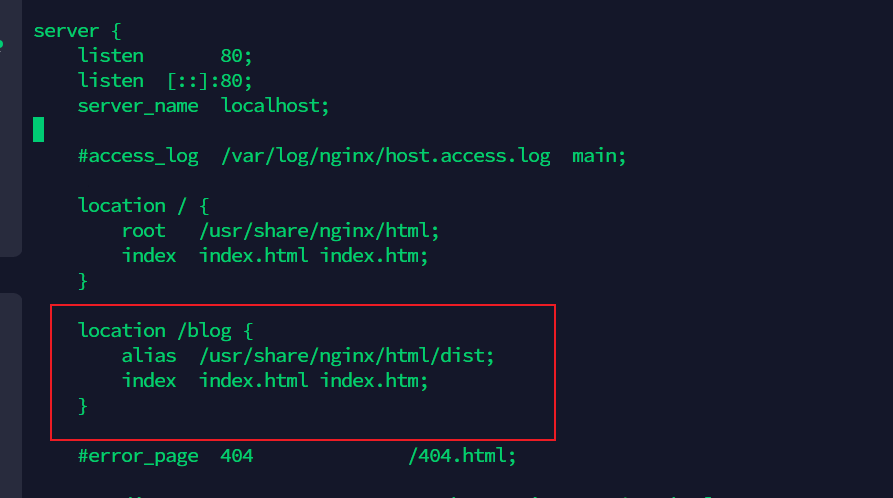 server {
    listen       80;
    listen  [::]:80;
    server_name  localhost;
    #access_log  /var/log/nginx/host.access.log  main;
    location / {
        root   /usr/share/nginx/html;
        index  index.html index.htm;
    }
    location /blog {
        alias  /usr/share/nginx/html/dist;
        index  index.html index.htm;
    }
    #error_page  404              /404.html;